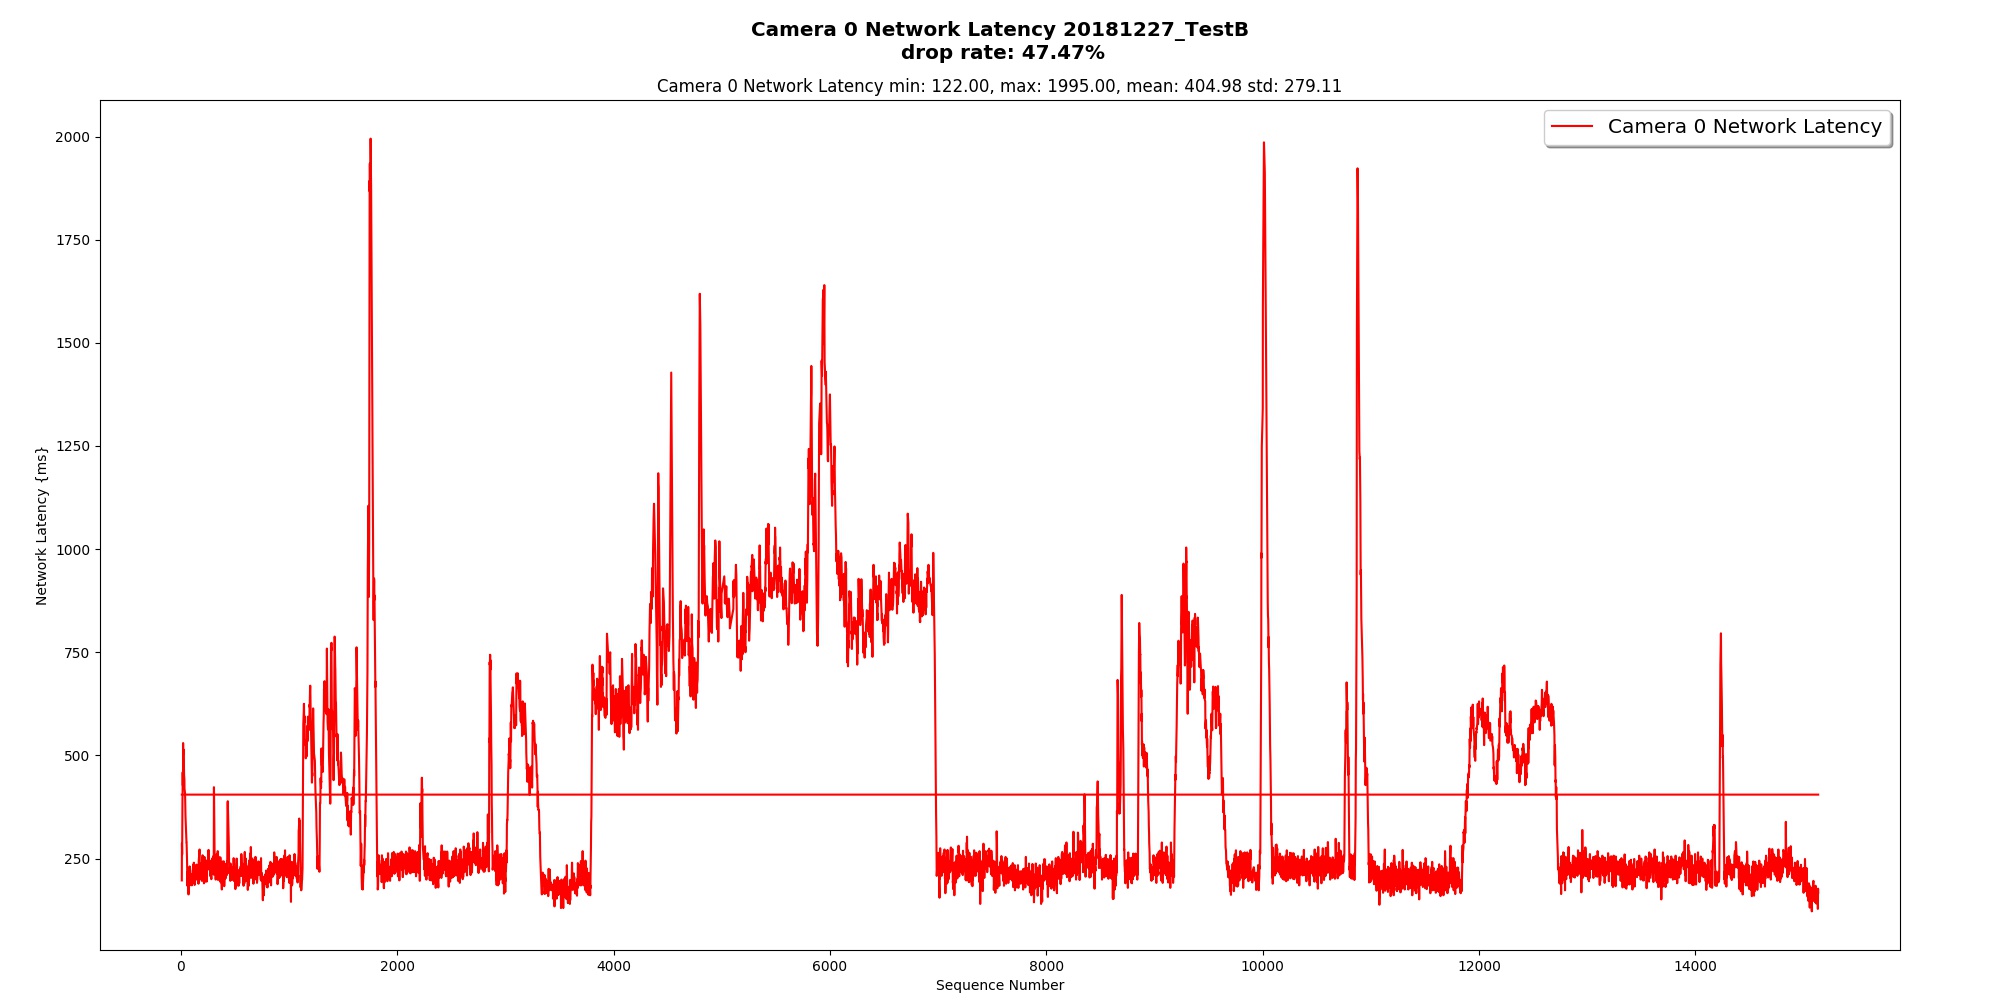 Camera 0 Network Latency 20181227_TestB
drop rate: 47.47%
Camera 0 Network Latency min: 122.00, max: 1995.00, mean: 404.98 std: 279.11
Camera 0 Network Latency
2000
1750
1500
1250
1000
750
500
250
Network Latency {ms}
0 2000 4000 6000 8000 10000 12000 14000
Sequence Number